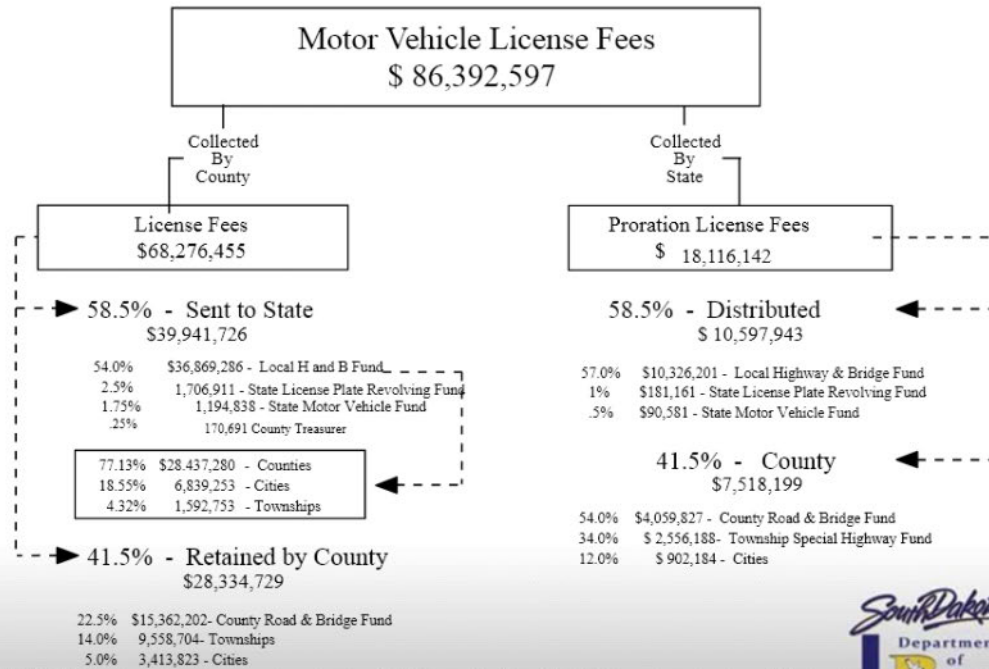 Motor Vehicle License Fees
$ 86,392,597
Collected
By
County
License Fees
$68,276,455
58.5% - Sent to State
$39,941,726
54.0% $36,869,286 - Local H and B Fund
2.5% 1,706,911 - State License Plate Revolving Fund
1.75% 1,194,838 - State Motor Vehicle Fund
.25% 170,691 County Treasurer
77.13% $28.437,280 - Counties
18.55% 6,839,253 - Cities
4.32% 1,592,753 - Townships
41.5% - Retained by County
$28,334,729
22.5% $15,362,202- County Road & Bridge Fund
14.0% 9,558,704- Townships
5.0% 3,413,823 - Cities
Collected
By
State
Proration License Fees
$ 18,116,142
58.5% - Distributed
$ 10,597,943
57.0% $10,326,201 - Local Highway & Bridge Fund
1% $181,161 - State License Plate Revolving Fund
.5% $90,581 - State Motor Vehicle Fund
41.5% - County
$7,518,199
54.0% $4,059,827 - County Road & Bridge Fund
34.0% $ 2,556,188- Township Special Highway Fund
12.0% $ 902,184 - Cities
South
of